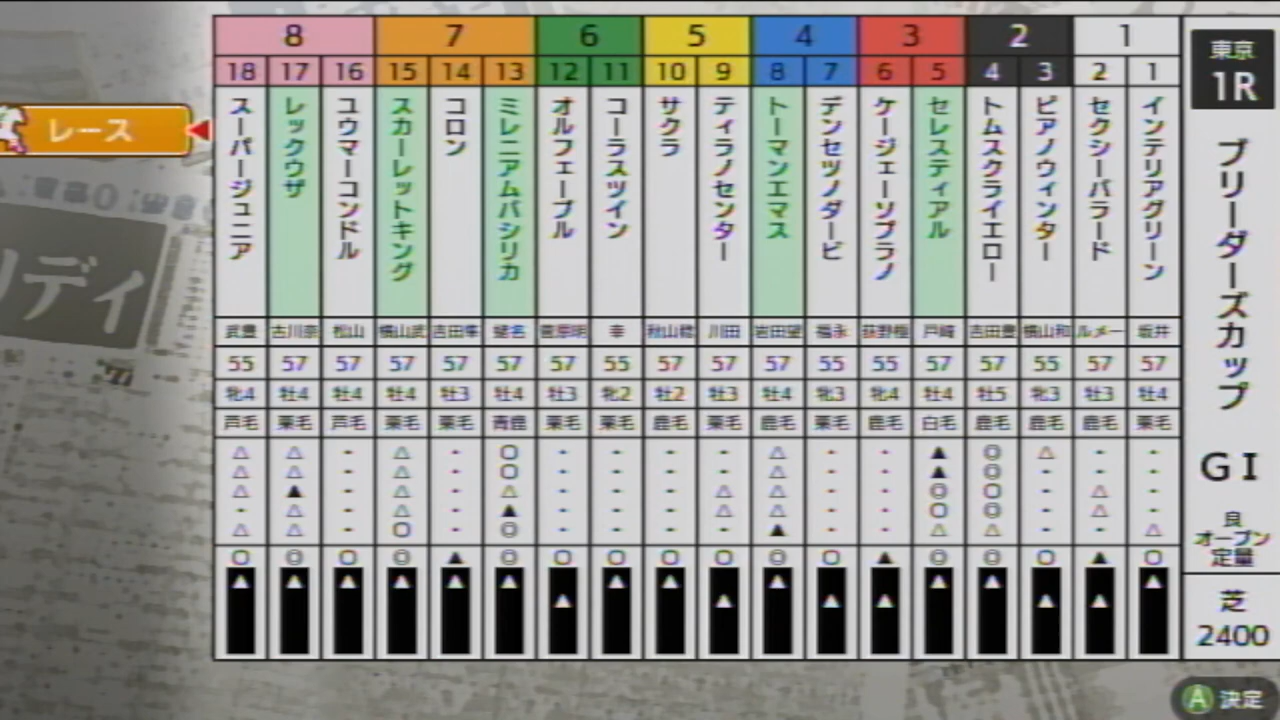 レース
リディ
8 7 6 5 4 3 2 1
18 17 16 15 14 13 12 11 10 9 8 7 6 5 4 3 2 1
スーパージュニア
レックウザ
ユウマーコンドル
スカーレットキング
コロン
ミレニアムバシリカ
オルフェーブル
コーラスツイン
サクラ
ティラノセンター
トーマンエマス
デンセツノダービ
ケージェーソプラノ
セレスティアル
トムスクライエロー
ピアノウィンター
セクシーバラード
インテリアグリーン
武豊 古川奈 松山 横山武 吉田隼 蛯名 菅原明 幸 秋山稔 川田 岩田望 福永 荻野極 戸崎 吉田豊 横山和 ルメー 坂井
55 57 57 57 57 57 57 55 57 57 57 55 55 57 57 55 57 57
牝4 牡4 牝4 牡4 牡3 牡4 牡3 牝2 牡2 牡3 牡4 牝3 牝4 牡4 牡5 牝3 牡3 牡4
芦毛 栗毛 芦毛 栗毛 栗毛 青鹿 栗毛 栗毛 鹿毛 栗毛 鹿毛 栗毛 鹿毛 白毛 鹿毛 鹿毛 鹿毛 栗毛
東京
1R
ブリーダーズカップ
GI
良
オープン
定量
芝
2400
A 決定